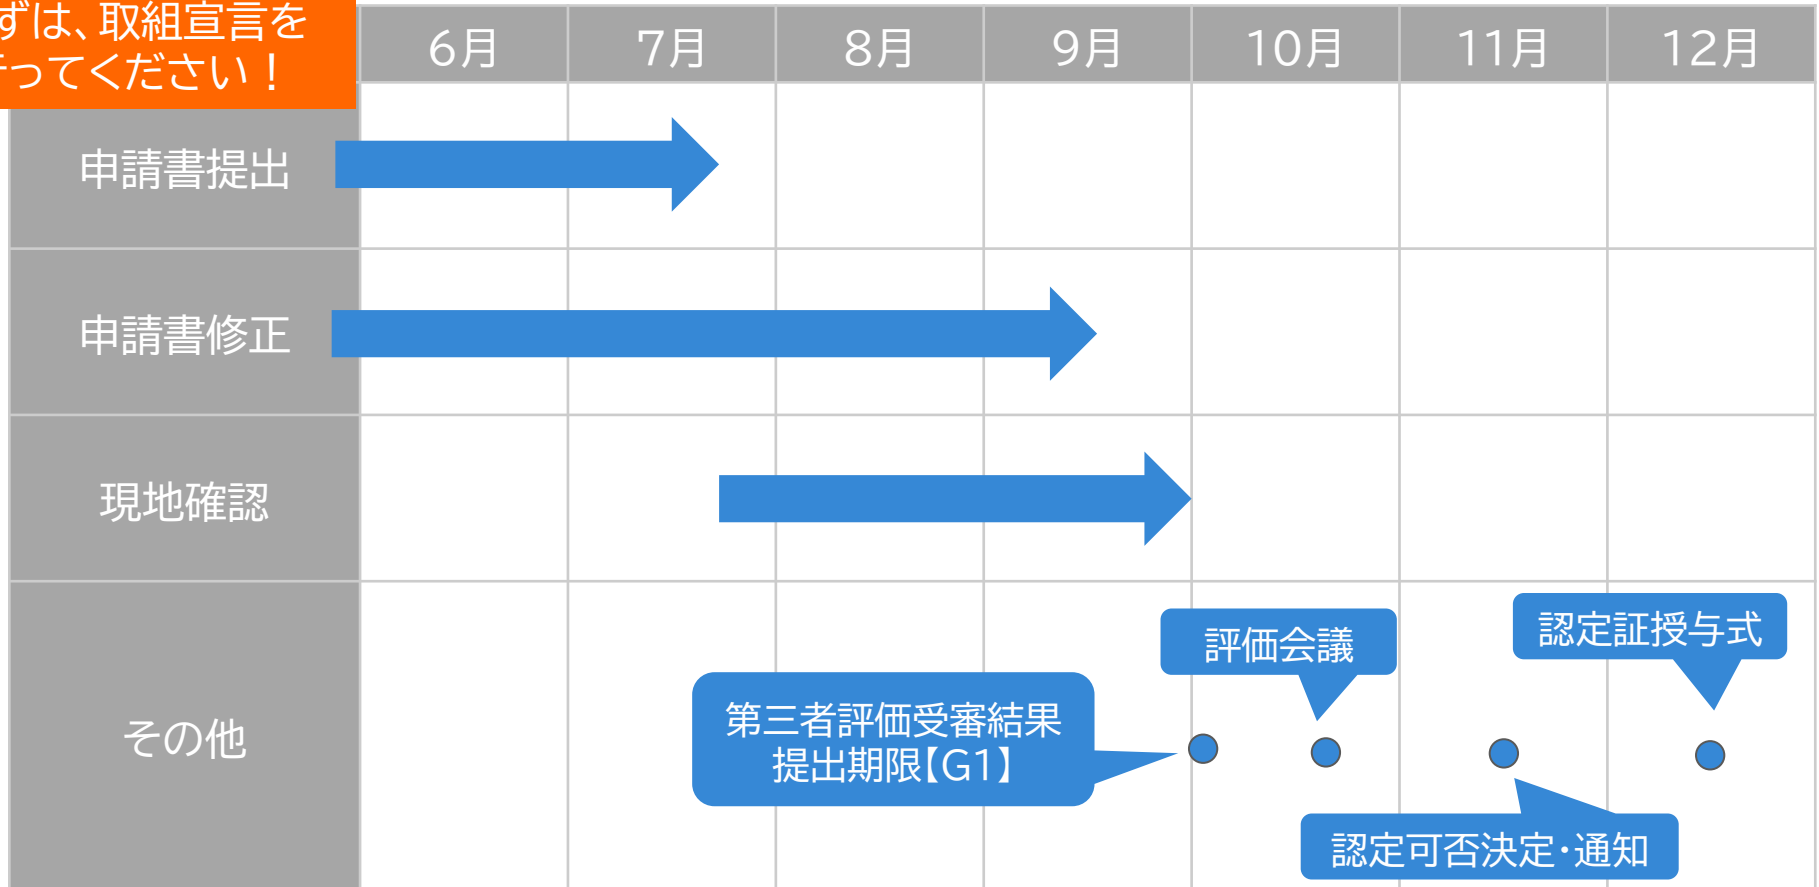 ずは、取組宣言を
ってください！
6月 7月 8月 9月 10月 11月 12月
申請書提出
申請書修正
現地確認
その他
第三者評価受審結果
提出期限【G1】
評価会議
認定証授与式
認定可否決定・通知